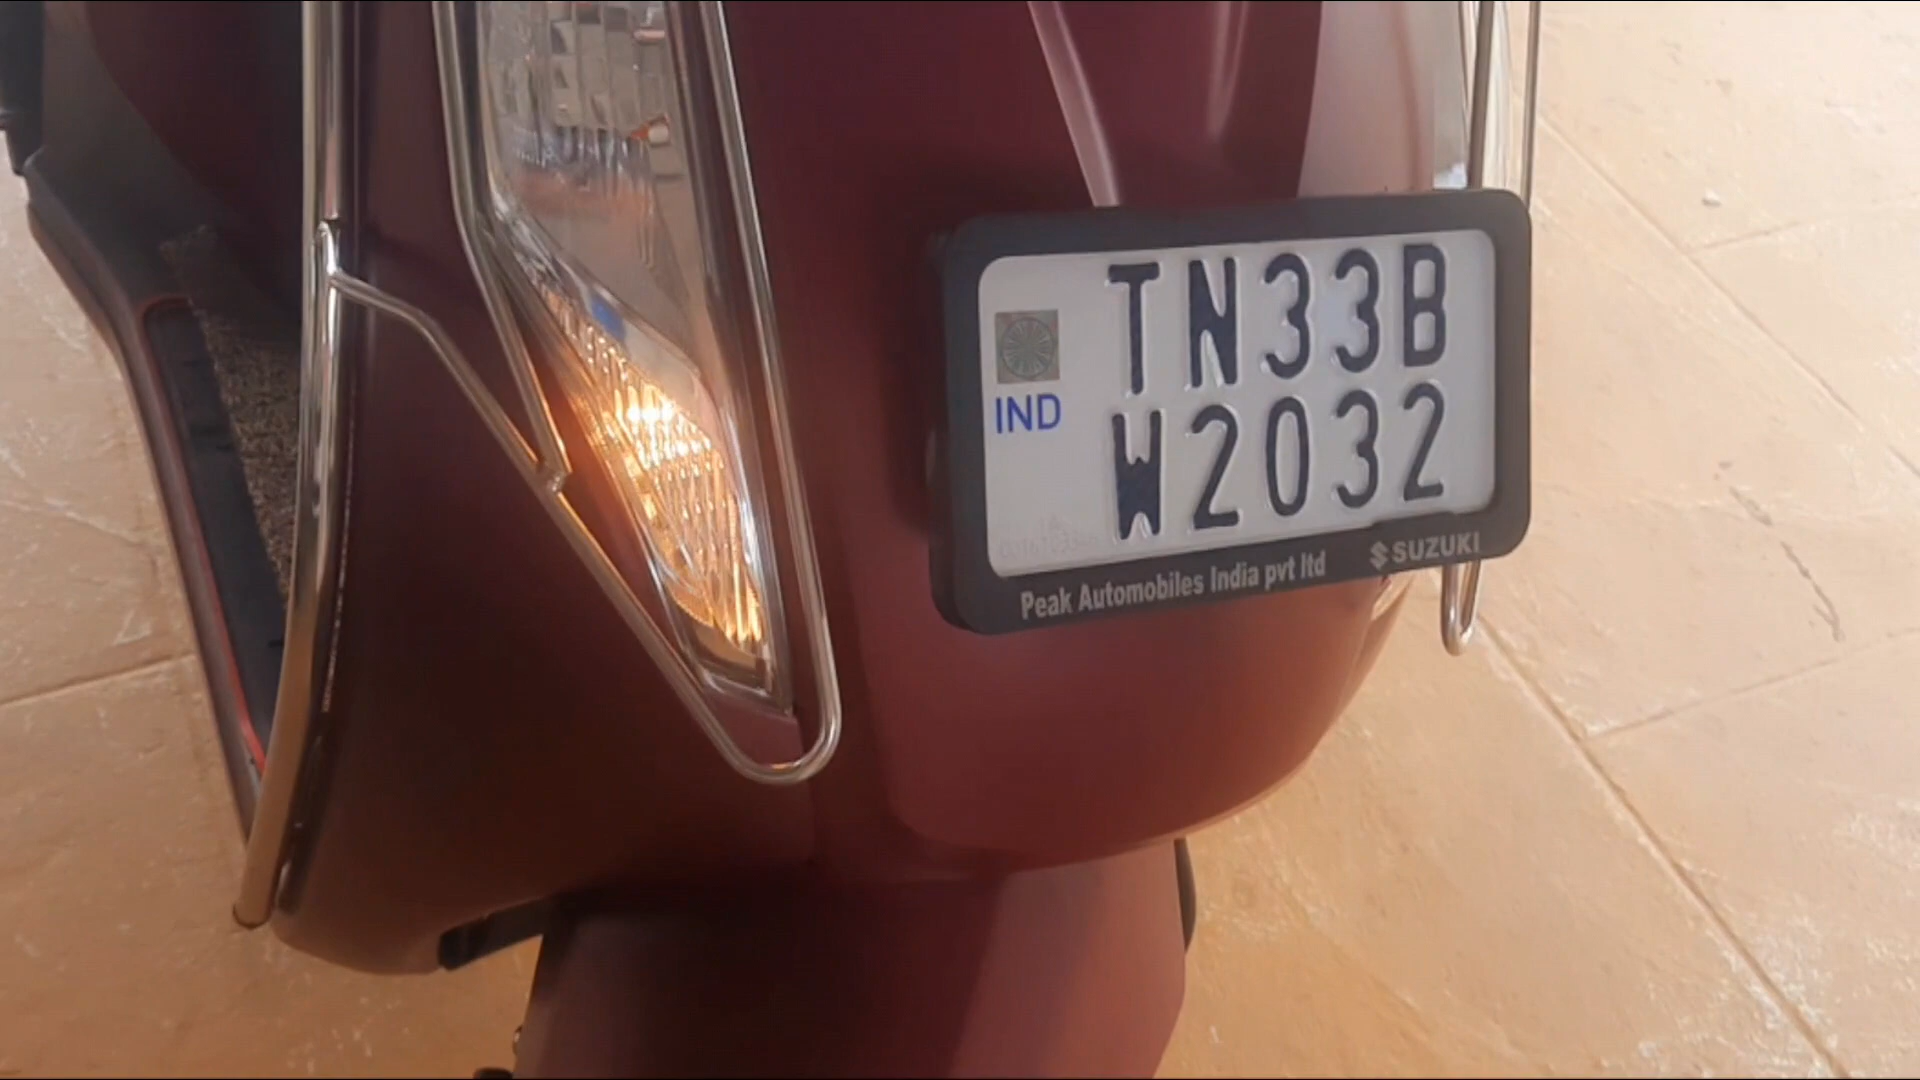 TN33B
IND
W2032
Peak Automobiles India pvt ltd
SUZUKI